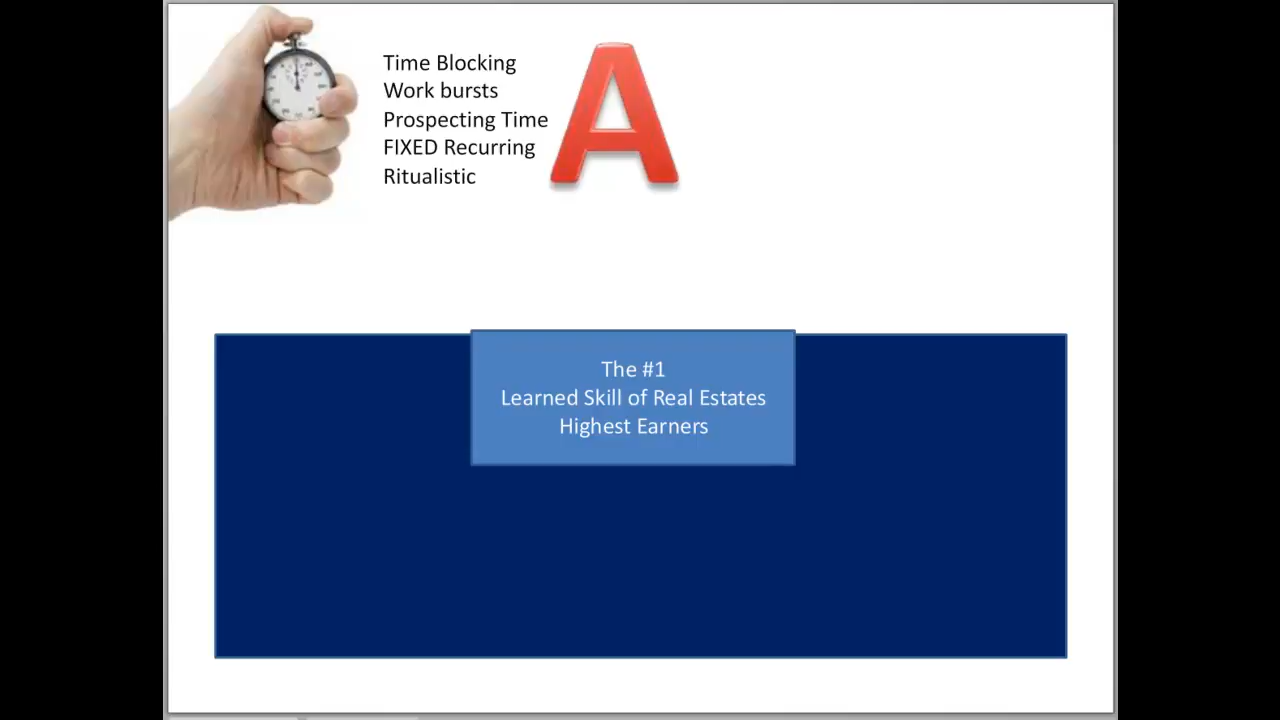 Time Blocking
Work bursts
Prospecting Time
FIXED Recurring
Ritualistic
A
The #1
Learned Skill of Real Estates
Highest Earners